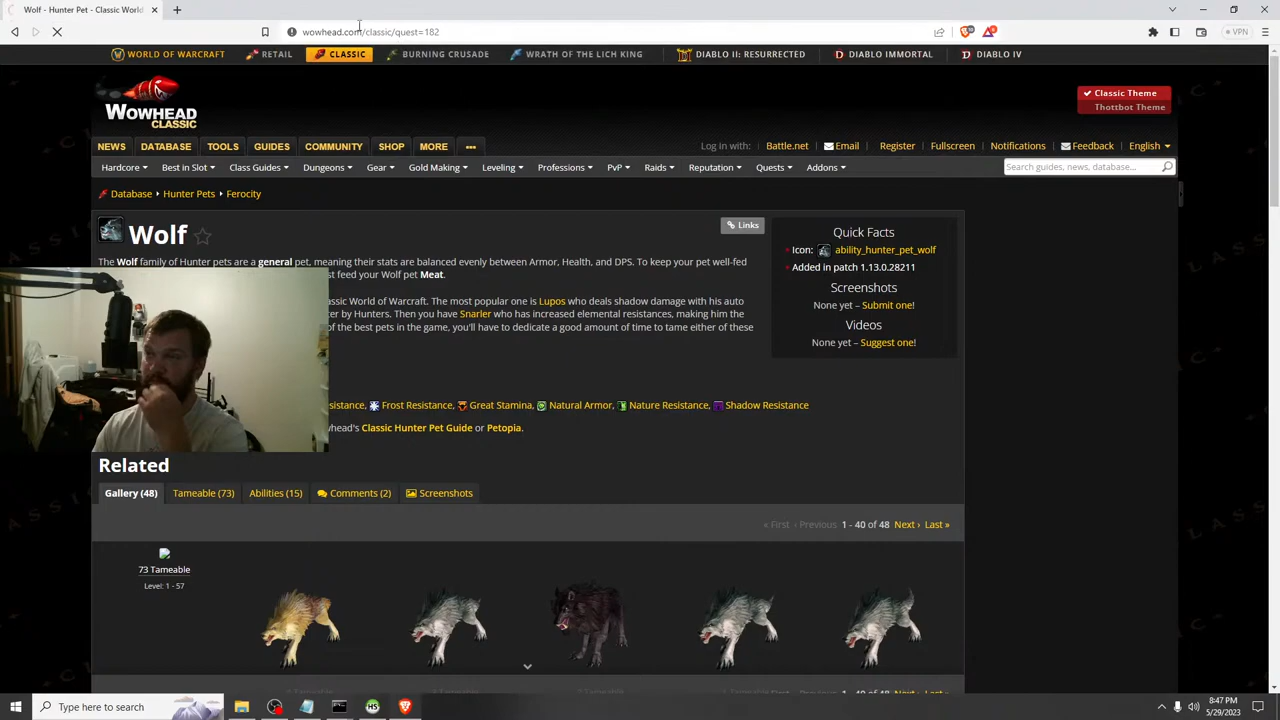 Wolf - Hunter Pet - Classic World
wowhead.com/classic/quest=182
VPN
WORLD OF WARCRAFT RETAIL CLASSIC BURNING CRUSADE WRATH OF THE LICH KING DIABLO II: RESURRECTED DIABLO IMMORTAL DIABLO IV
WOWHEAD
CLASSIC
Classic Theme
Thottbot Theme
NEWS DATABASE TOOLS GUIDES COMMUNITY SHOP MORE ... Log in with: Battle.net Email Register Fullscreen Notifications Feedback English
Hardcore Best in Slot Class Guides Dungeons Gear Gold Making Leveling Professions PvP Raids Reputation Quests Addons Search guides, news, database...
Database Hunter Pets Ferocity
Wolf
Links
The Wolf family of Hunter pets are a general pet, meaning their stats are balanced evenly between Armor, Health, and DPS. To keep your pet well-fed
st feed your Wolf pet Meat.
assic World of Warcraft. The most popular one is Lupos who deals shadow damage with his auto
ter by Hunters. Then you have Snarler who has increased elemental resistances, making him the
of the best pets in the game, you'll have to dedicate a good amount of time to tame either of these
Quick Facts
Icon: ability_hunter_pet_wolf
Added in patch 1.13.0.28211
Screenshots
None yet – Submit one!
Videos
None yet – Suggest one!
sistance, Frost Resistance, Great Stamina, Natural Armor, Nature Resistance, Shadow Resistance
whead's Classic Hunter Pet Guide or Petopia.
Related
Gallery (48) Tameable (73) Abilities (15) Comments (2) Screenshots
« First ‹ Previous 1 - 40 of 48 Next › Last »
73 Tameable
Level: 1 - 57
1 - 40 of 48 Next › Last »
Type here to search
8:47 PM
5/29/2023